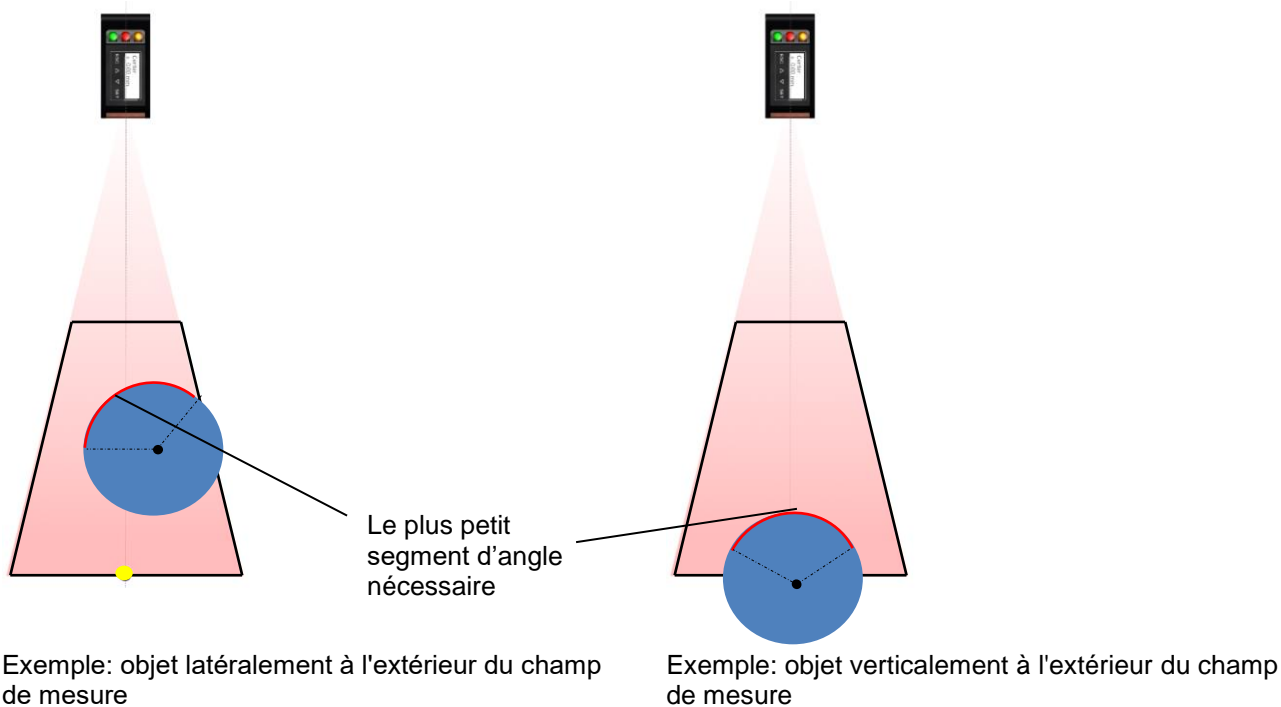 Le plus petit
segment d’angle
nécessaire
Exemple: objet latéralement à l'extérieur du champ
de mesure
Exemple: objet verticalement à l'extérieur du champ
de mesure